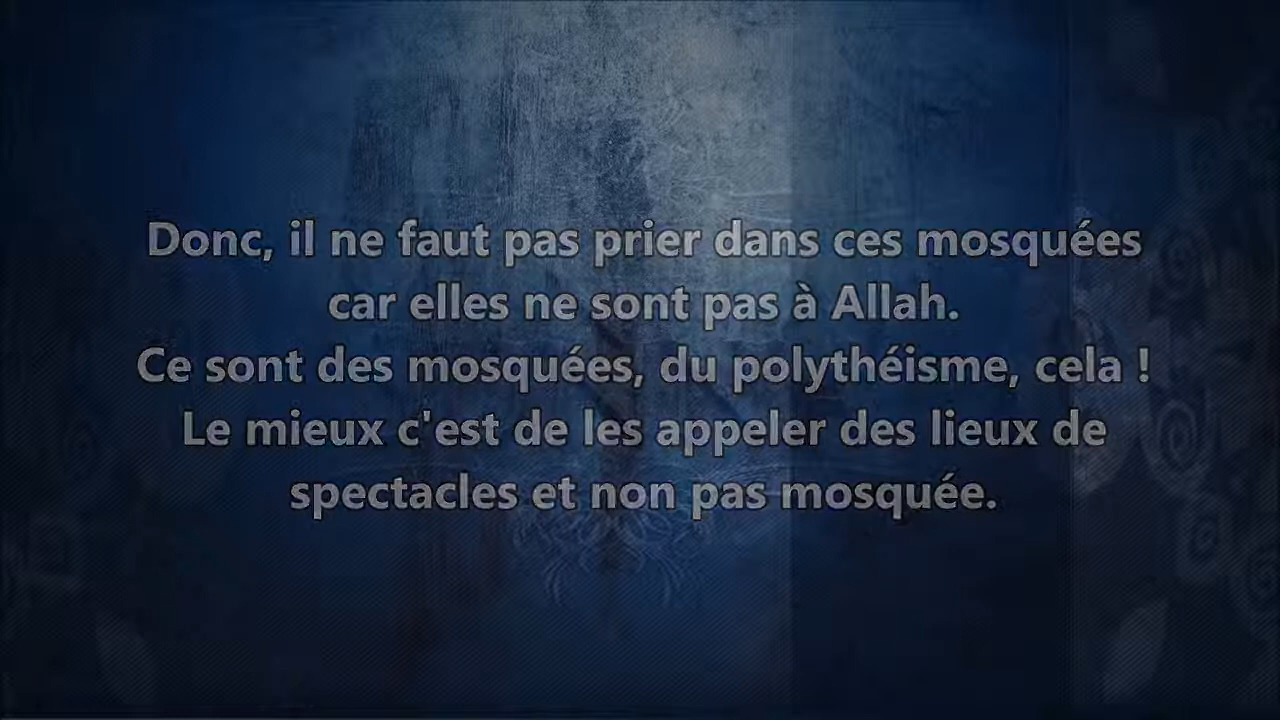 Donc, il ne faut pas prier dans ces mosquées
car elles ne sont pas à Allah.
Ce sont des mosquées, du polythéisme, cela !
Le mieux c'est de les appeler des lieux de
spectacles et non pas mosquée.